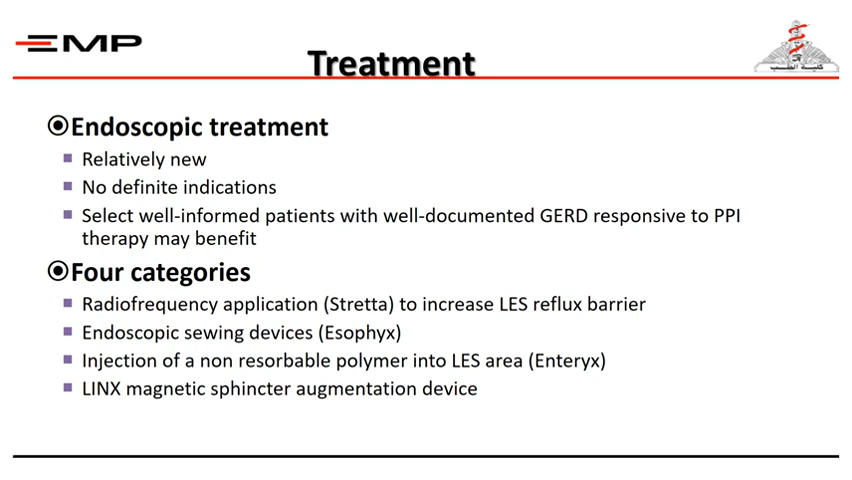 EMP
Treatment
كلية الطب
Endoscopic treatment
Relatively new
No definite indications
Select well-informed patients with well-documented GERD responsive to PPI
therapy may benefit
Four categories
Radiofrequency application (Stretta) to increase LES reflux barrier
Endoscopic sewing devices (Esophyx)
Injection of a non resorbable polymer into LES area (Enteryx)
LINX magnetic sphincter augmentation device